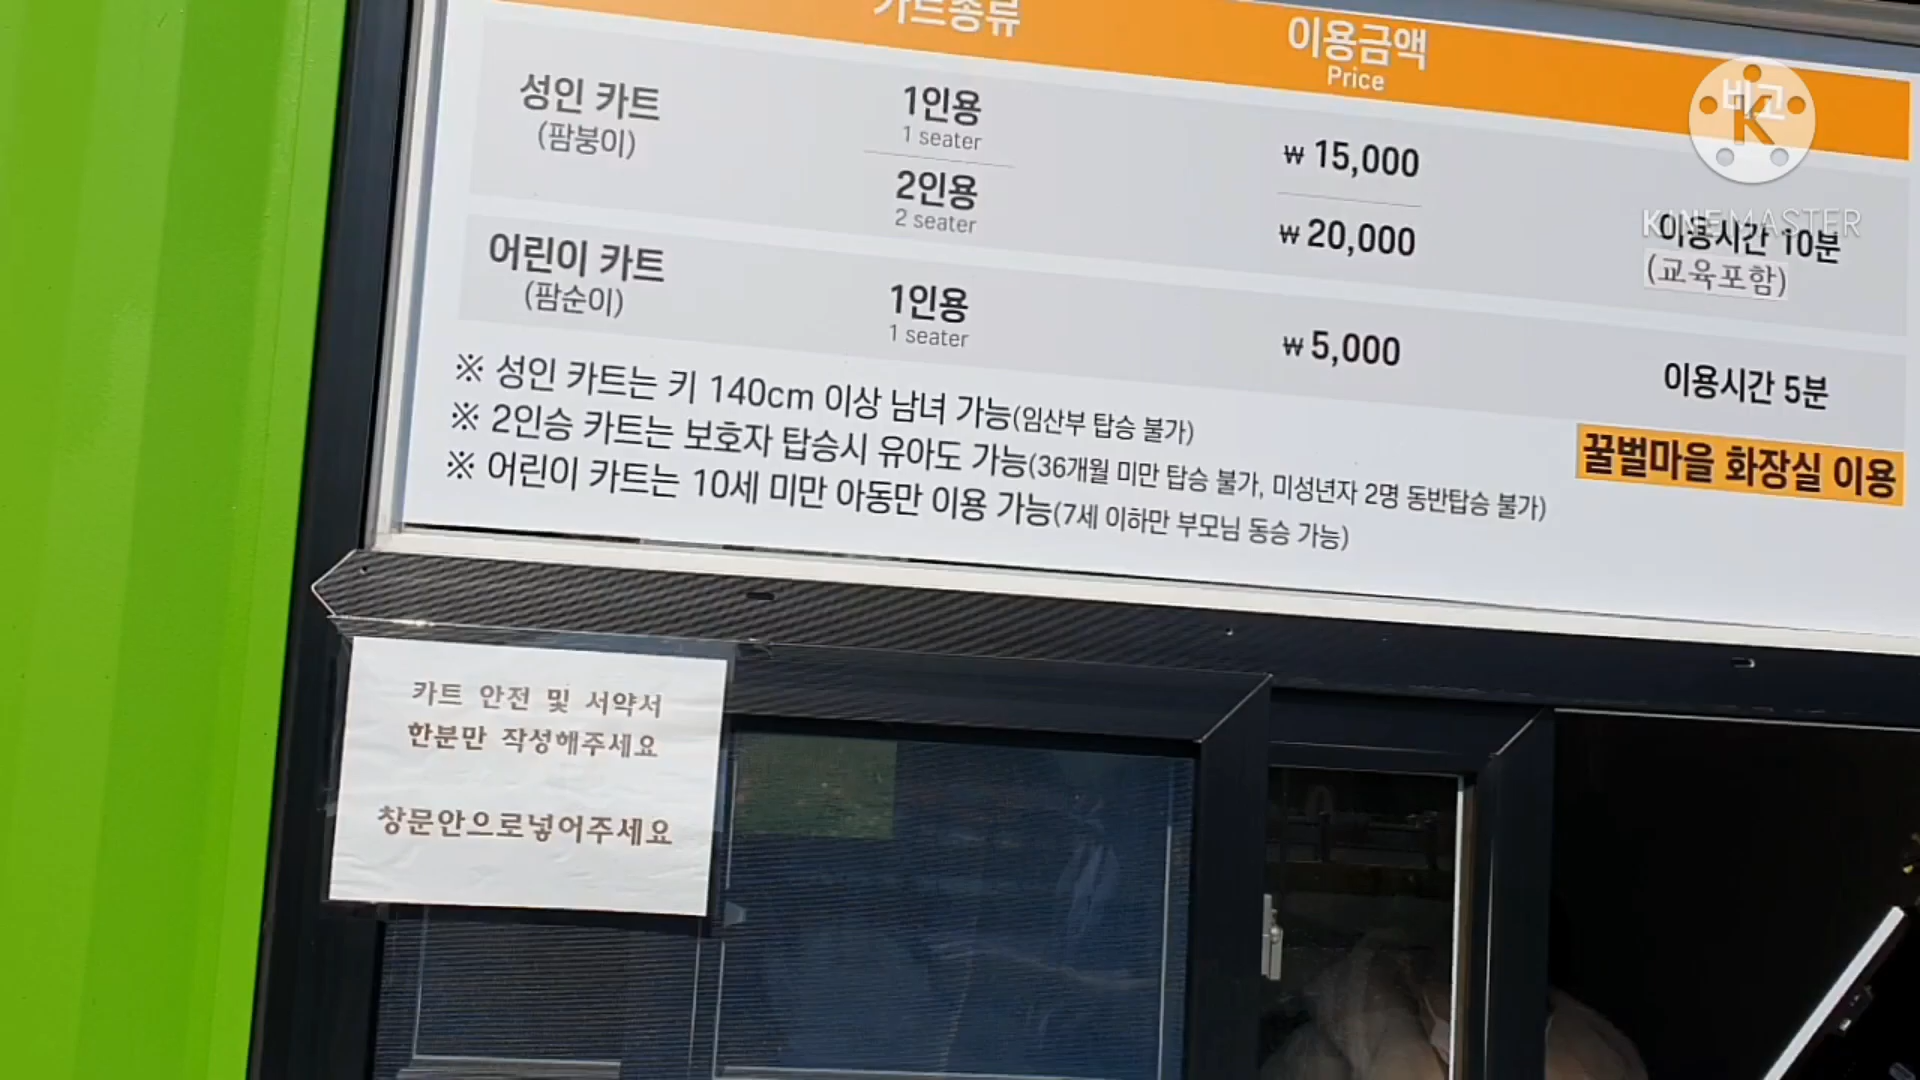 카트종류
이용금액
Price
비고
성인 카트
(팜붕이)
1인용
1 seater
₩ 15,000
2인용
2 seater
₩ 20,000
이용시간 10분
(교육포함)
어린이 카트
(팜순이)
1인용
1 seater
₩ 5,000
이용시간 5분
※ 성인 카트는 키 140cm 이상 남녀 가능(임산부 탑승 불가)
※ 2인승 카트는 보호자 탑승시 유아도 가능(36개월 미만 탑승 불가, 미성년자 2명 동반탑승 불가)
※ 어린이 카트는 10세 미만 아동만 이용 가능(7세 이하만 부모님 동승 가능)
꿀벌마을 화장실 이용
카트 안전 및 서약서
한분만 작성해주세요
창문안으로넣어주세요
K
KINEMASTER